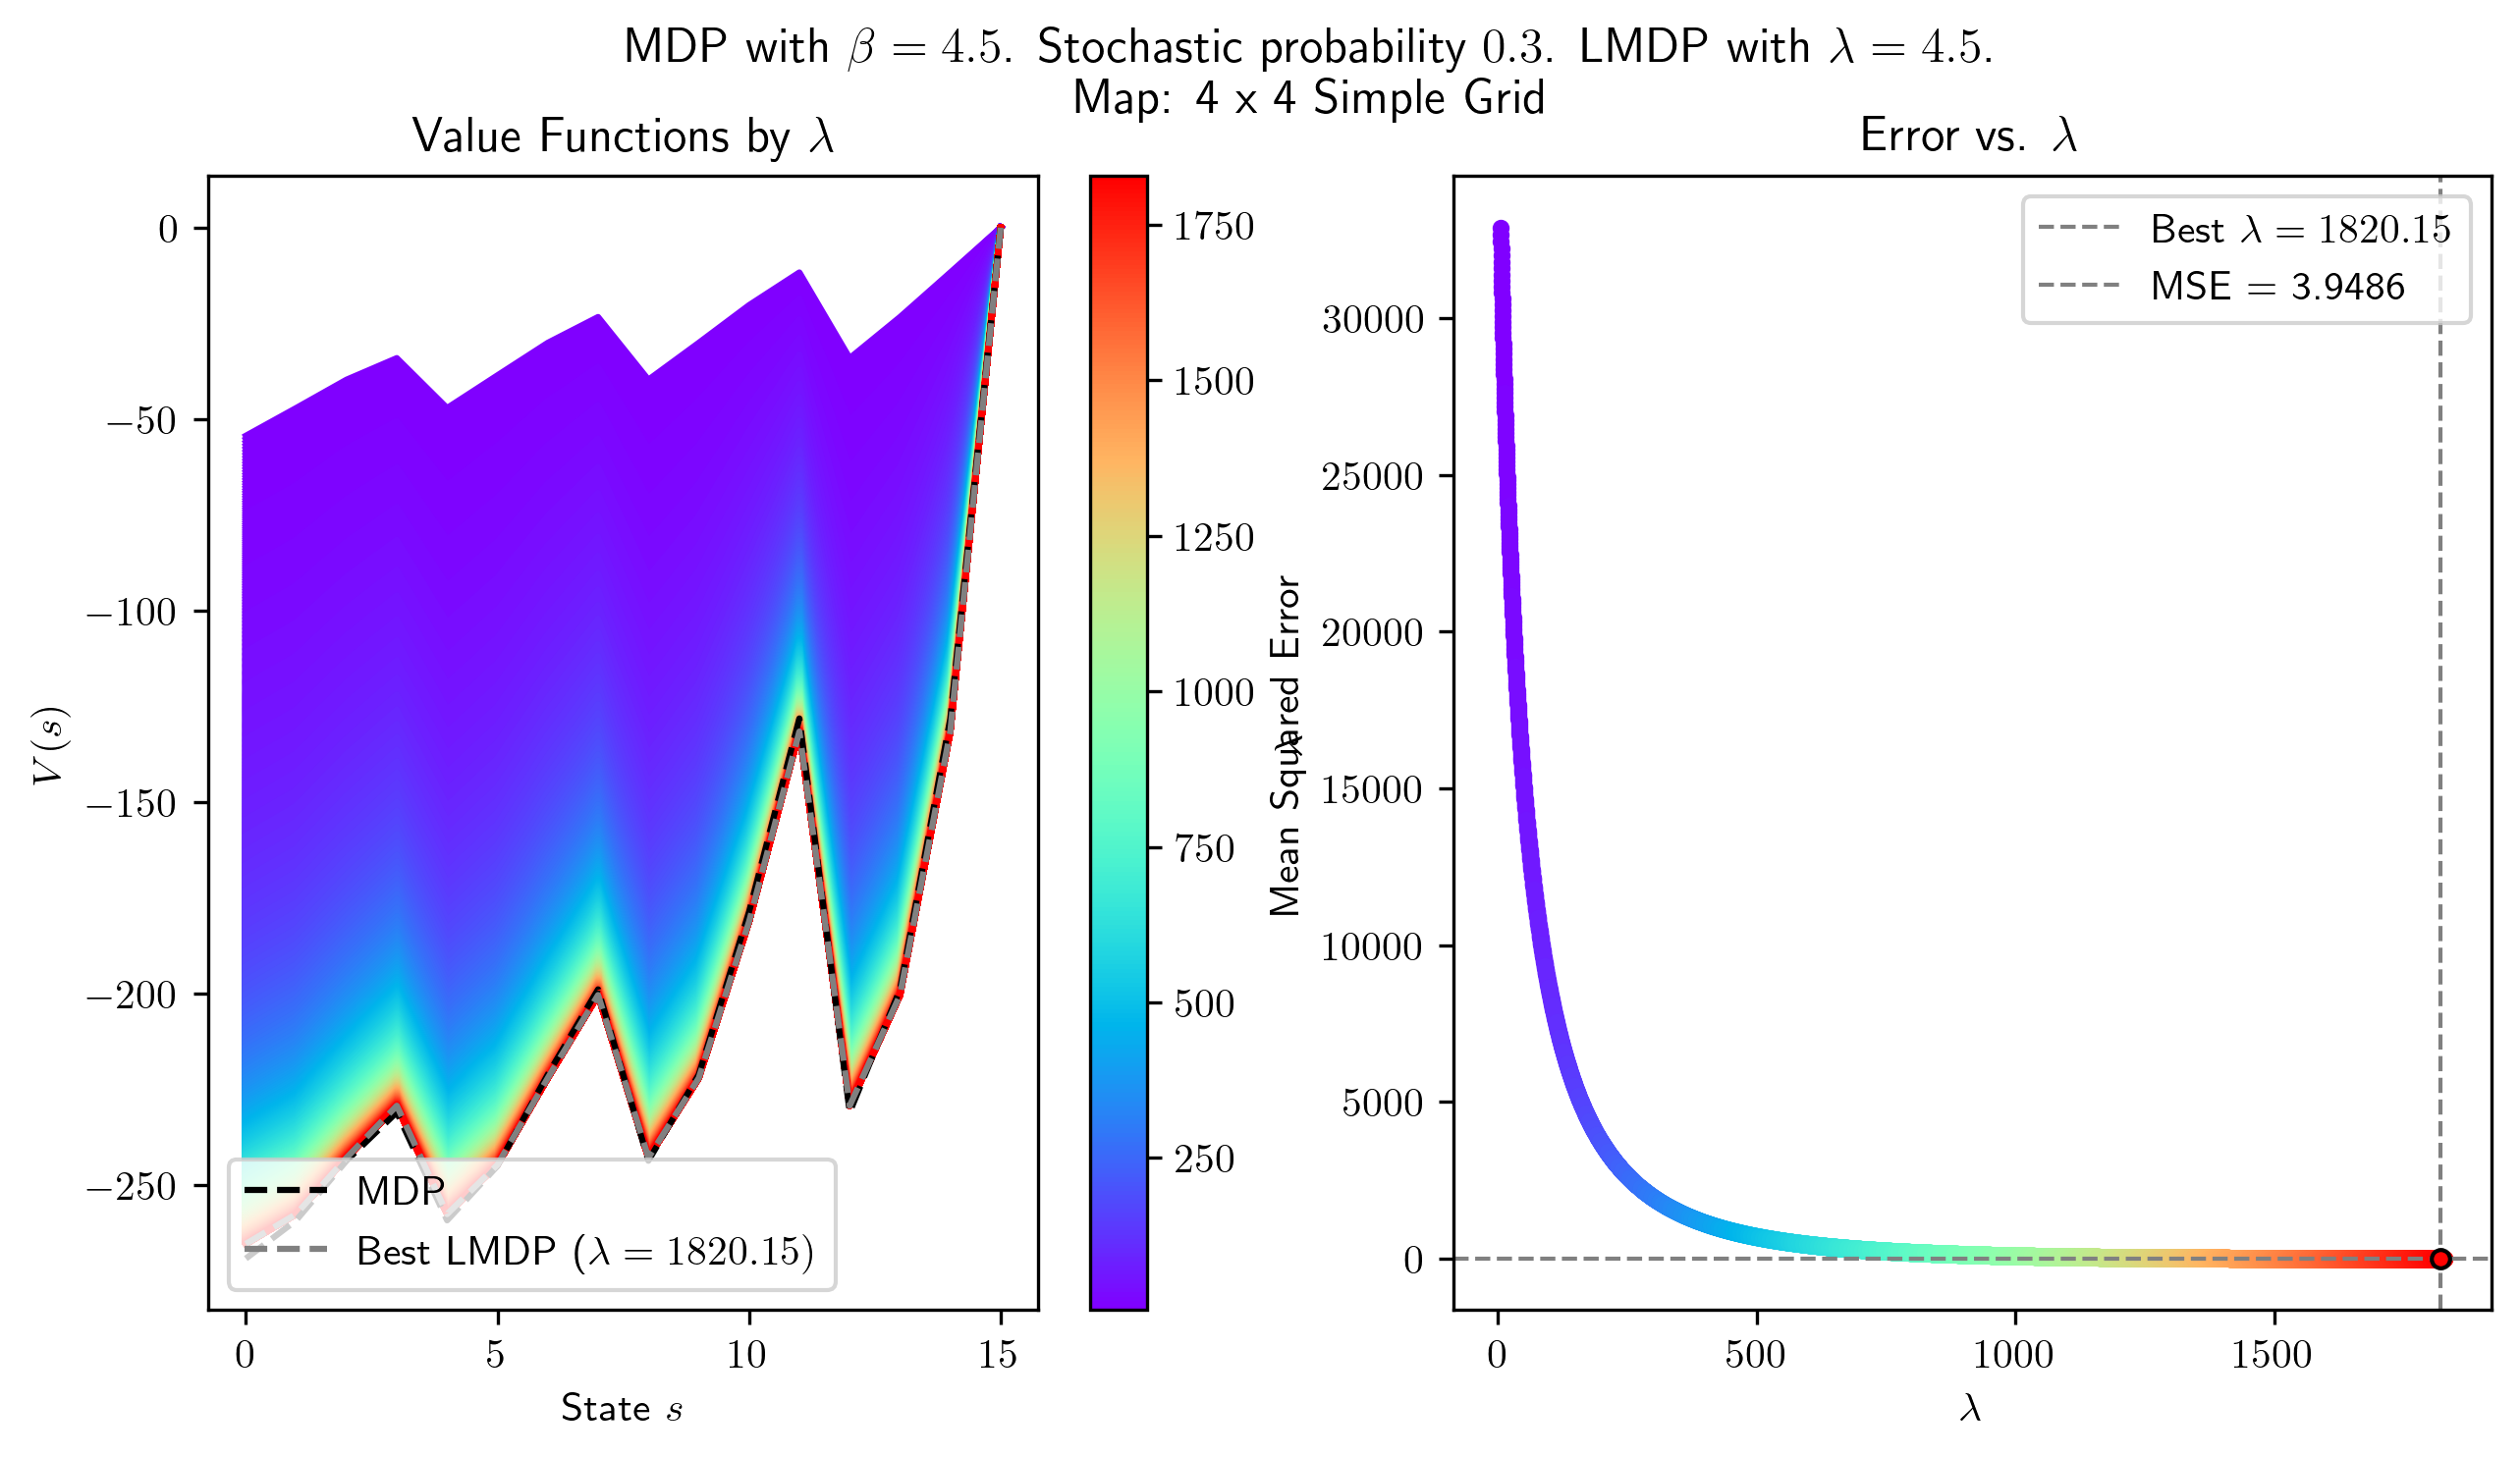 MDP with β = 4.5. Stochastic probability 0.3. LMDP with λ = 4.5.
Map: 4 x 4 Simple Grid
Value Functions by λ
0
−50
−100
−150
−200
−250
V(s)
MDP
Best LMDP (λ = 1820.15)
0
5
10
15
State s
1750
1500
1250
1000
750
500
250
λ
Error vs. λ
Best λ = 1820.15
MSE = 3.9486
30000
25000
20000
15000
10000
5000
0
Mean Squared Error
0
500
1000
1500
λ